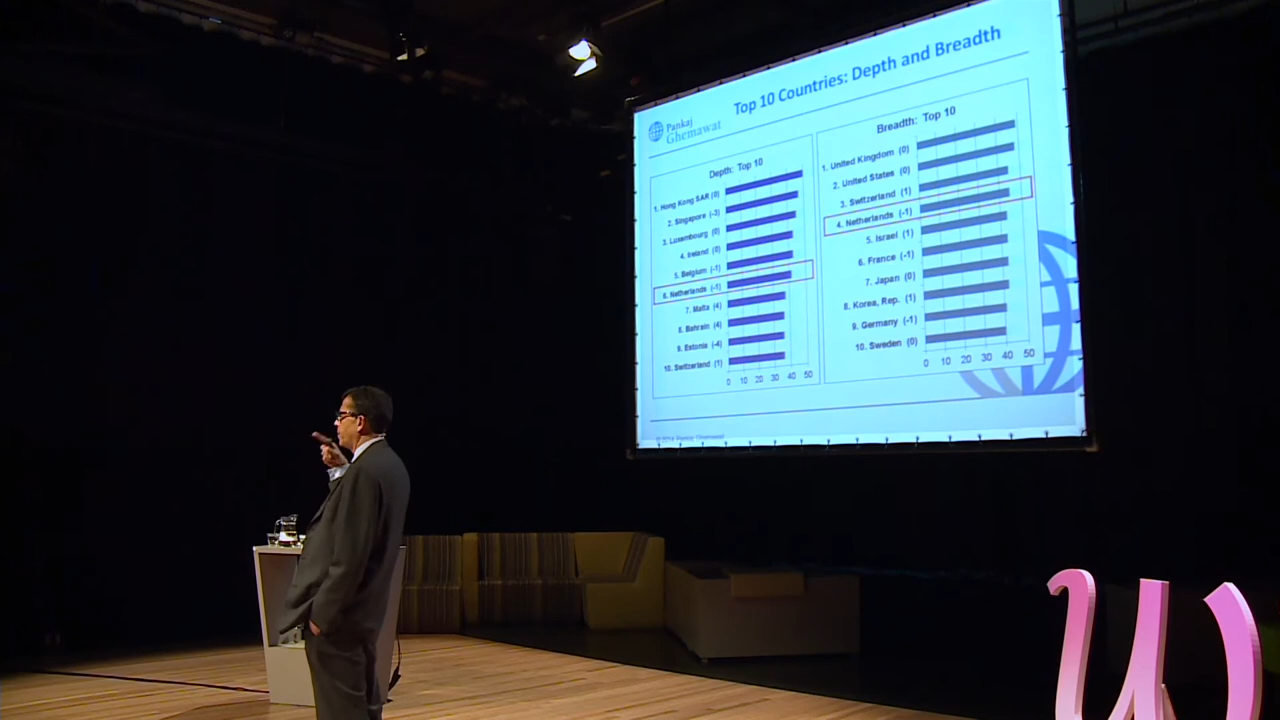 Top 10 Countries: Depth and Breadth
Pankaj
Ghemawat
Depth: Top 10
1. Hong Kong SAR (0)
2. Singapore (-3)
3. Luxembourg (0)
4. Ireland (0)
5. Belgium (-1)
6. Netherlands (-1)
7. Malta (4)
8. Bahrain (4)
9. Estonia (-4)
10. Switzerland (1)
0 10 20 30 40 50
Breadth: Top 10
1. United Kingdom (0)
2. United States (0)
3. Switzerland (1)
4. Netherlands (-1)
5. Israel (1)
6. France (-1)
7. Japan (0)
8. Korea, Rep. (1)
9. Germany (-1)
10. Sweden (0)
0 10 20 30 40 50
Pankaj Ghemawat
W